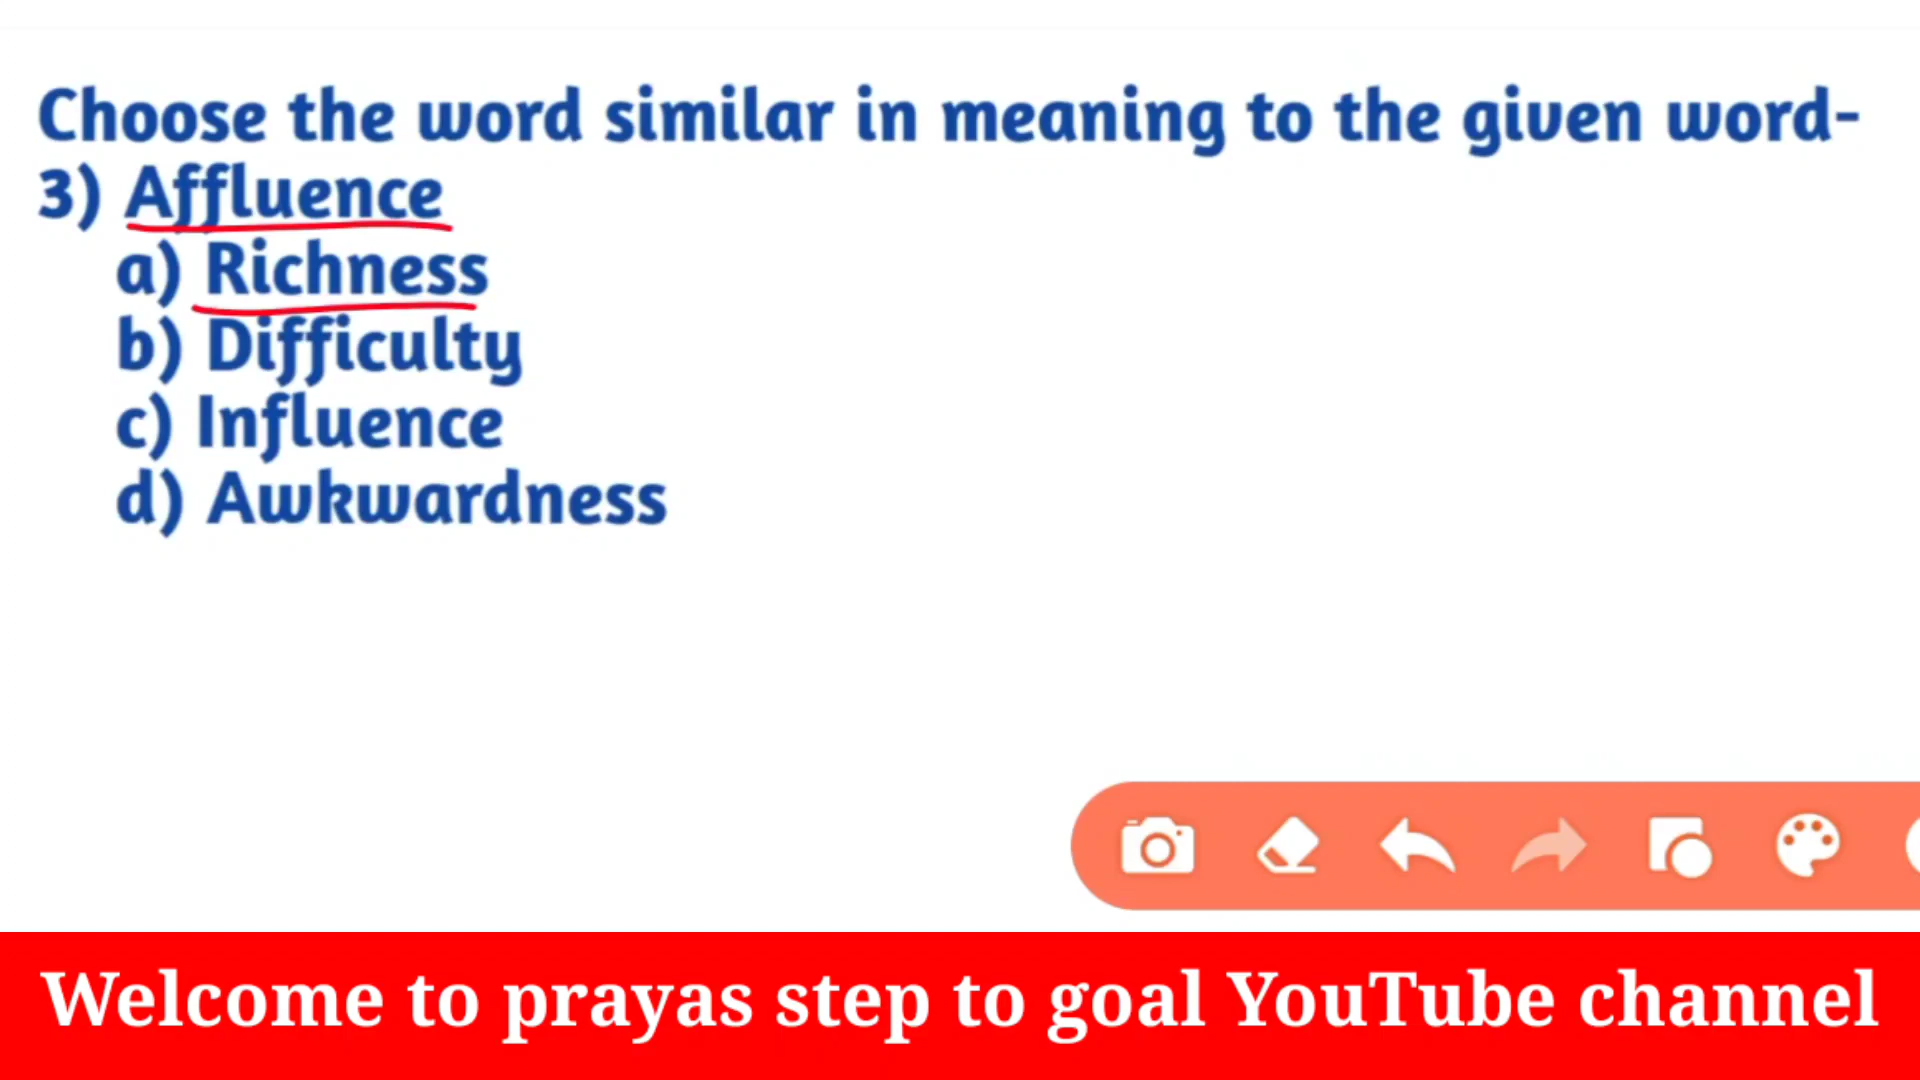 Choose the word similar in meaning to the given word-
3) Affluence
a) Richness
b) Difficulty
c) Influence
d) Awkwardness
Welcome to prayas step to goal YouTube channel